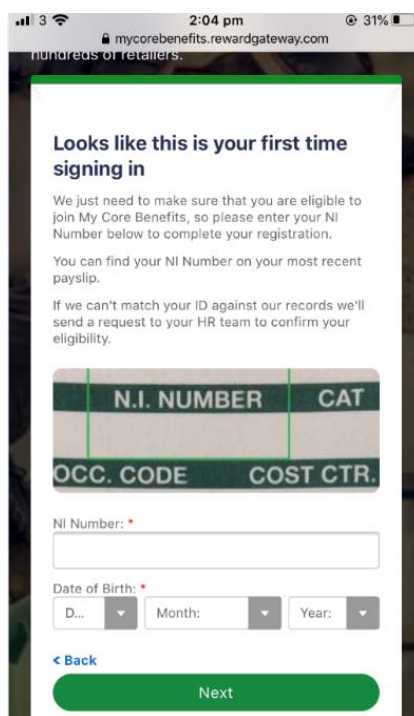 3 2:04 pm 31%
mycorebenefits.rewardgateway.com
hundreds of retailers.
Looks like this is your first time
signing in
We just need to make sure that you are eligible to
join My Core Benefits, so please enter your NI
Number below to complete your registration.
You can find your NI Number on your most recent
payslip.
If we can't match your ID against our records we'll
send a request to your HR team to confirm your
eligibility.
N.I. NUMBER CAT
OCC. CODE COST CTR.
NI Number: *
Date of Birth: *
D... Month: Year:
< Back
Next